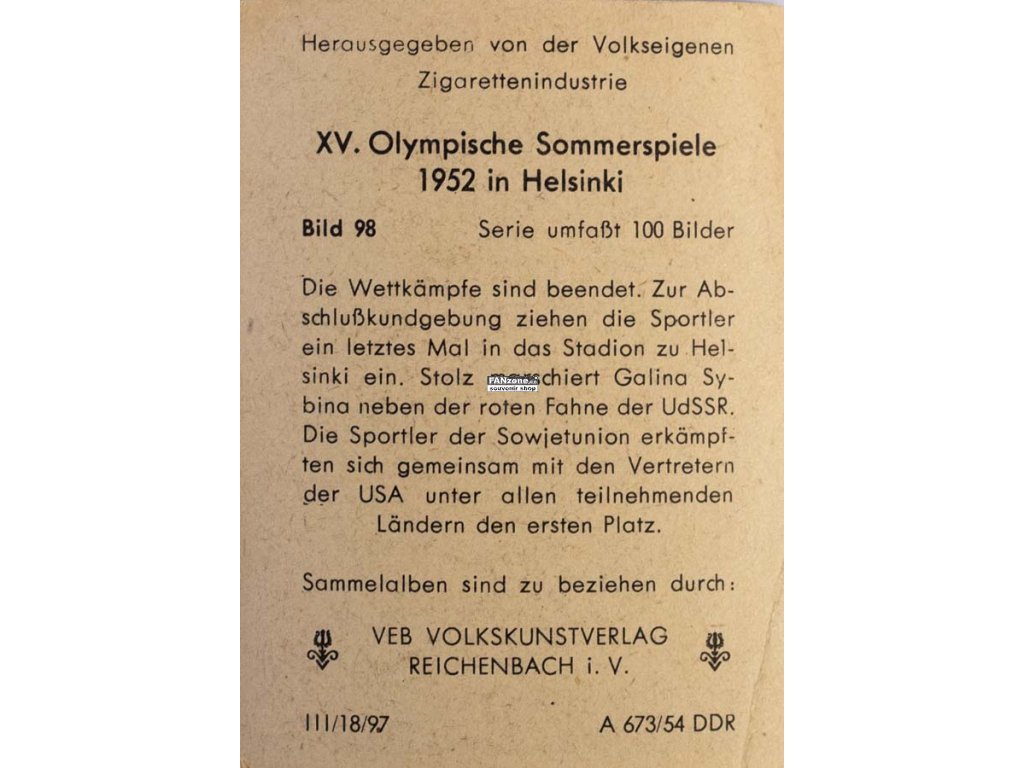 Herausgegeben von der Volkseigenen
Zigarettenindustrie
XV. Olympische Sommerspiele
1952 in Helsinki
Bild 98 Serie umfaßt 100 Bilder
Die Wettkämpfe sind beendet. Zur Ab-
schlußkundgebung ziehen die Sportler
ein letztes Mal in das Stadion zu Hel-
sinki ein. Stolz marschiert Galina Sy-
bina neben der roten Fahne der UdSSR.
Die Sportler der Sowjetunion erkämpf-
ten sich gemeinsam mit den Vertretern
der USA unter allen teilnehmenden
Ländern den ersten Platz.
Sammelalben sind zu beziehen durch:
VEB VOLKSKUNSTVERLAG
REICHENBACH i. V.
III/18/97 A 673/54 DDR
FANzone
souvenir shop